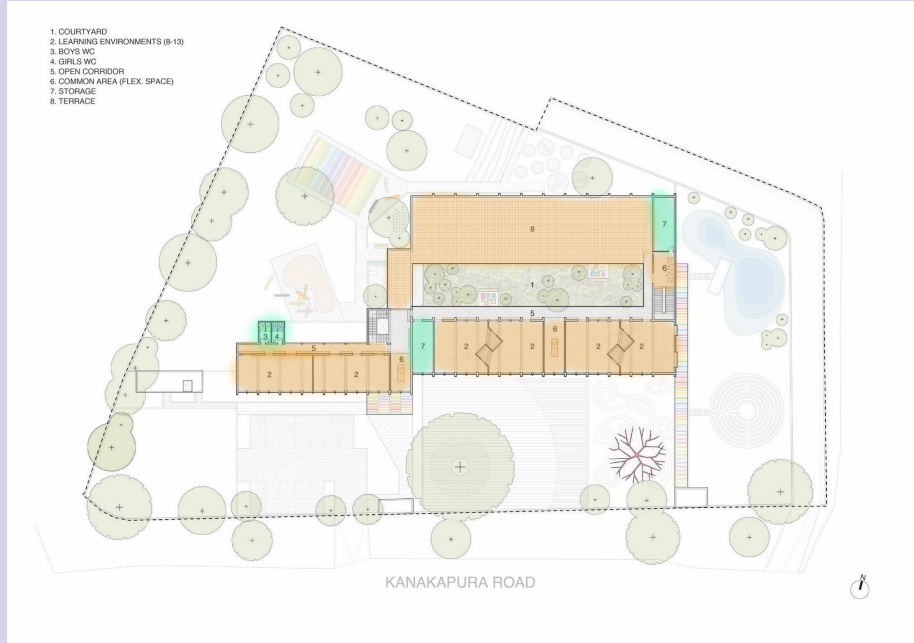 1. COURTYARD
2. LEARNING ENVIRONMENTS (8-13)
3. BOYS WC
4. GIRLS WC
5. OPEN CORRIDOR
6. COMMON AREA (FLEX. SPACE)
7. STORAGE
8. TERRACE
7
8
6
1
5
3 4
7
2
2
6
2
2
5
6
2
2
KANAKAPURA ROAD
N